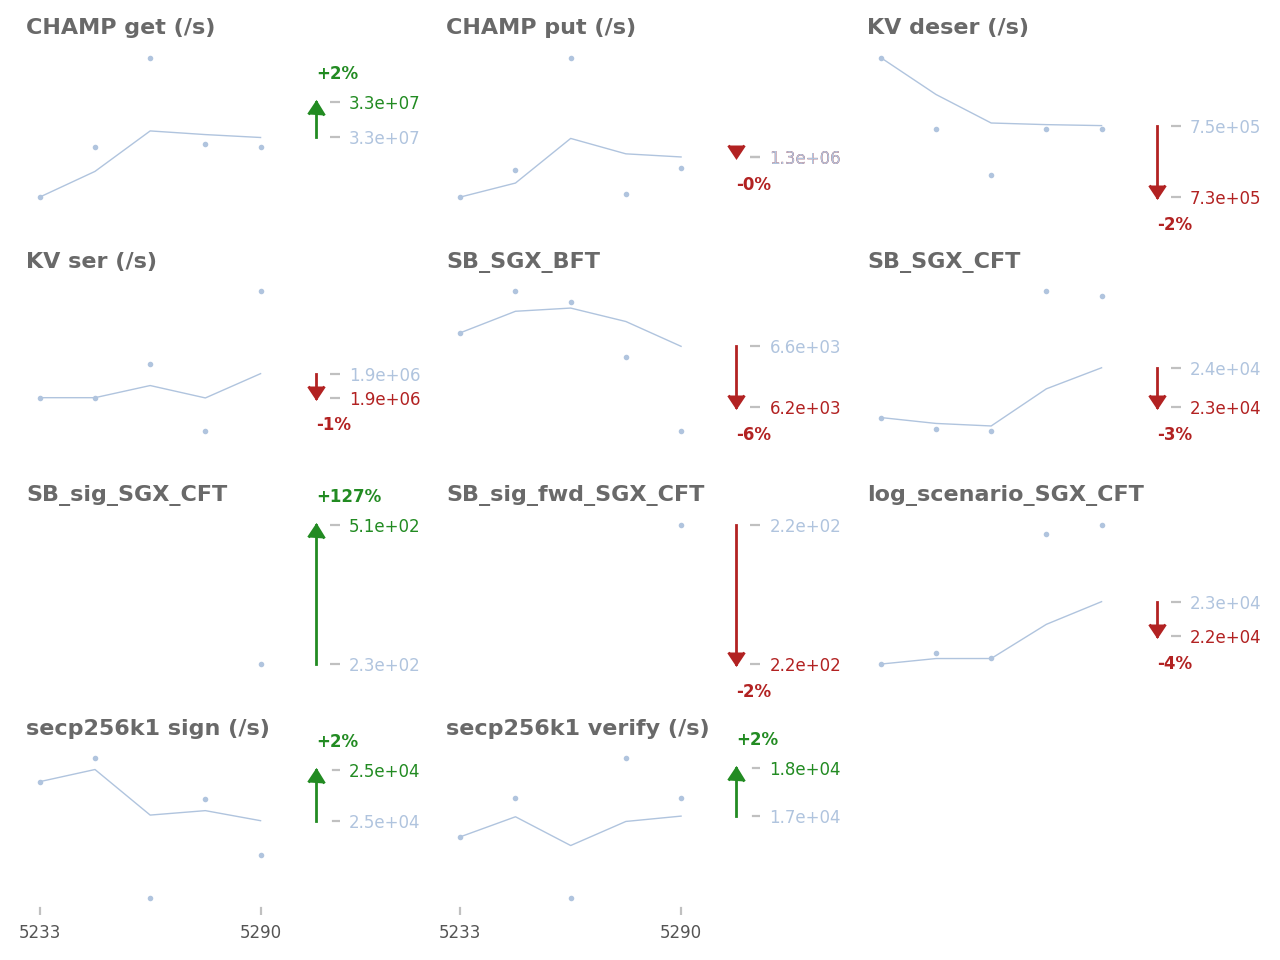 CHAMP get (/s)
+2%
3.3e+07
3.3e+07
CHAMP put (/s)
1.3e+06
-0%
KV deser (/s)
7.5e+05
7.3e+05
-2%
KV ser (/s)
1.9e+06
1.9e+06
-1%
SB_SGX_BFT
6.6e+03
6.2e+03
-6%
SB_SGX_CFT
2.4e+04
2.3e+04
-3%
SB_sig_SGX_CFT
+127%
5.1e+02
2.3e+02
SB_sig_fwd_SGX_CFT
2.2e+02
2.2e+02
-2%
log_scenario_SGX_CFT
2.3e+04
2.2e+04
-4%
secp256k1 sign (/s)
+2%
2.5e+04
2.5e+04
5233 5290
secp256k1 verify (/s)
+2%
1.8e+04
1.7e+04
5233 5290